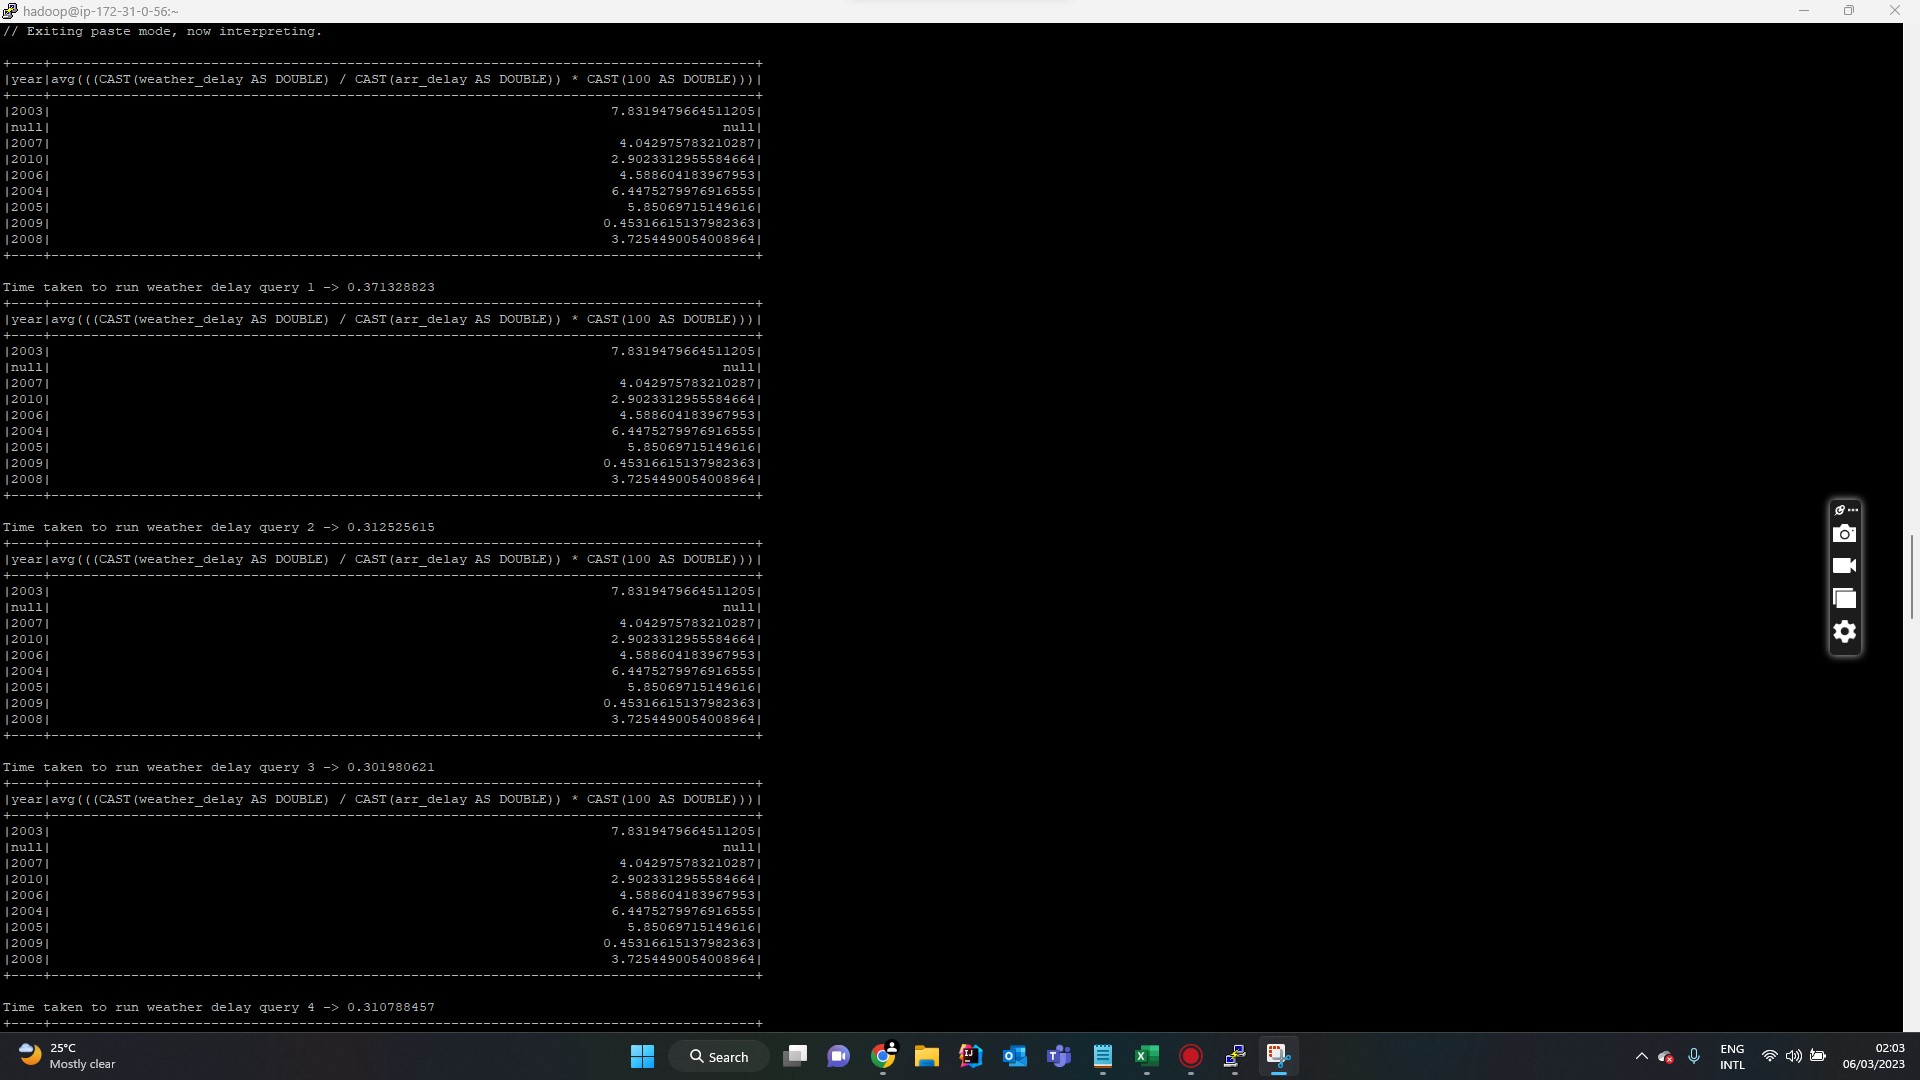 hadoop@ip-172-31-0-56:~
// Exiting paste mode, now interpreting.
+----+----------------------------------------------------------------------------------------+
|year|avg(((CAST(weather_delay AS DOUBLE) / CAST(arr_delay AS DOUBLE)) * CAST(100 AS DOUBLE)))|
+----+----------------------------------------------------------------------------------------+
|2003| 7.8319479664511205|
|null| null|
|2007| 4.042975783210287|
|2010| 2.9023312955584664|
|2006| 4.588604183967953|
|2004| 6.4475279976916555|
|2005| 5.85069715149616|
|2009| 0.45316615137982363|
|2008| 3.7254490054008964|
+----+----------------------------------------------------------------------------------------+
Time taken to run weather delay query 1 -> 0.371328823
+----+----------------------------------------------------------------------------------------+
|year|avg(((CAST(weather_delay AS DOUBLE) / CAST(arr_delay AS DOUBLE)) * CAST(100 AS DOUBLE)))|
+----+----------------------------------------------------------------------------------------+
|2003| 7.8319479664511205|
|null| null|
|2007| 4.042975783210287|
|2010| 2.9023312955584664|
|2006| 4.588604183967953|
|2004| 6.4475279976916555|
|2005| 5.85069715149616|
|2009| 0.45316615137982363|
|2008| 3.7254490054008964|
+----+----------------------------------------------------------------------------------------+
Time taken to run weather delay query 2 -> 0.312525615
+----+----------------------------------------------------------------------------------------+
|year|avg(((CAST(weather_delay AS DOUBLE) / CAST(arr_delay AS DOUBLE)) * CAST(100 AS DOUBLE)))|
+----+----------------------------------------------------------------------------------------+
|2003| 7.8319479664511205|
|null| null|
|2007| 4.042975783210287|
|2010| 2.9023312955584664|
|2006| 4.588604183967953|
|2004| 6.4475279976916555|
|2005| 5.85069715149616|
|2009| 0.45316615137982363|
|2008| 3.7254490054008964|
+----+----------------------------------------------------------------------------------------+
Time taken to run weather delay query 3 -> 0.301980621
+----+----------------------------------------------------------------------------------------+
|year|avg(((CAST(weather_delay AS DOUBLE) / CAST(arr_delay AS DOUBLE)) * CAST(100 AS DOUBLE)))|
+----+----------------------------------------------------------------------------------------+
|2003| 7.8319479664511205|
|null| null|
|2007| 4.042975783210287|
|2010| 2.9023312955584664|
|2006| 4.588604183967953|
|2004| 6.4475279976916555|
|2005| 5.85069715149616|
|2009| 0.45316615137982363|
|2008| 3.7254490054008964|
+----+----------------------------------------------------------------------------------------+
Time taken to run weather delay query 4 -> 0.310788457
+----+----------------------------------------------------------------------------------------+
25°C
Mostly clear
Search
ENG
INTL
02:03
06/03/2023